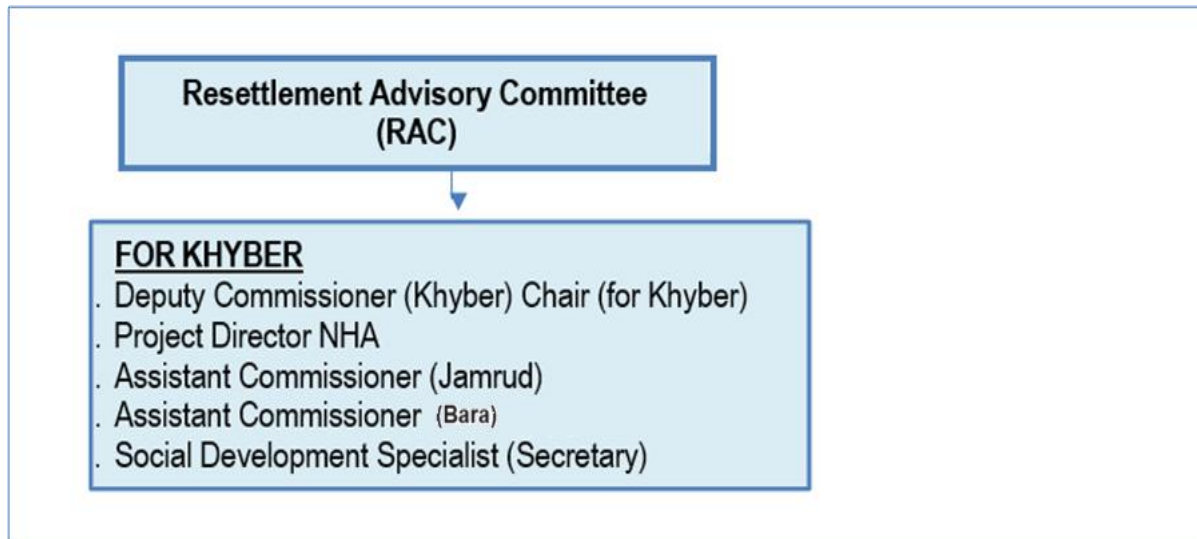 Resettlement Advisory Committee
(RAC)
FOR KHYBER
. Deputy Commissioner (Khyber) Chair (for Khyber)
. Project Director NHA
. Assistant Commissioner (Jamrud)
. Assistant Commissioner (Bara)
. Social Development Specialist (Secretary)